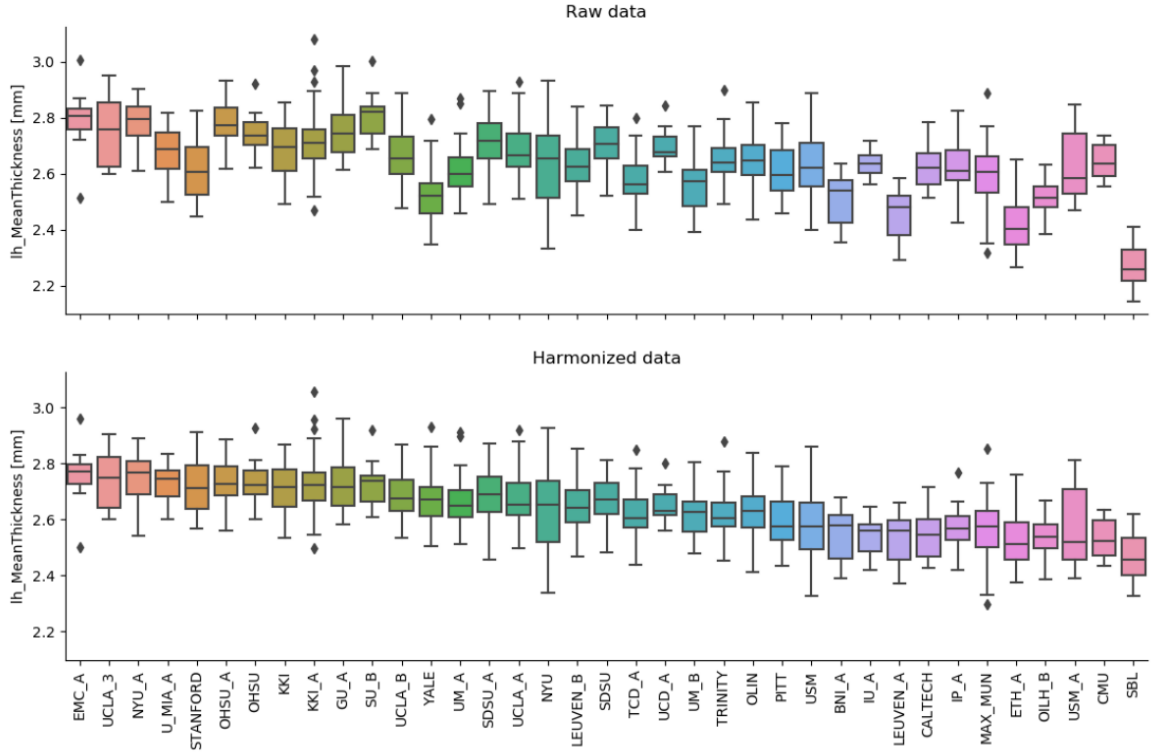 Raw data
lh_MeanThickness [mm]
3.0
2.8
2.6
2.4
2.2
Harmonized data
lh_MeanThickness [mm]
3.0
2.8
2.6
2.4
2.2
EMC_A
UCLA_3
NYU_A
U_MIA_A
STANFORD
OHSU_A
OHSU
KKI
KKI_A
GU_A
SU_B
UCLA_B
YALE
UM_A
SDSU_A
UCLA_A
NYU
LEUVEN_B
SDSU
TCD_A
UCD_A
UM_B
TRINITY
OLIN
PITT
USM
BNI_A
IU_A
LEUVEN_A
CALTECH
IP_A
MAX_MUN
ETH_A
OILH_B
USM_A
CMU
SBL